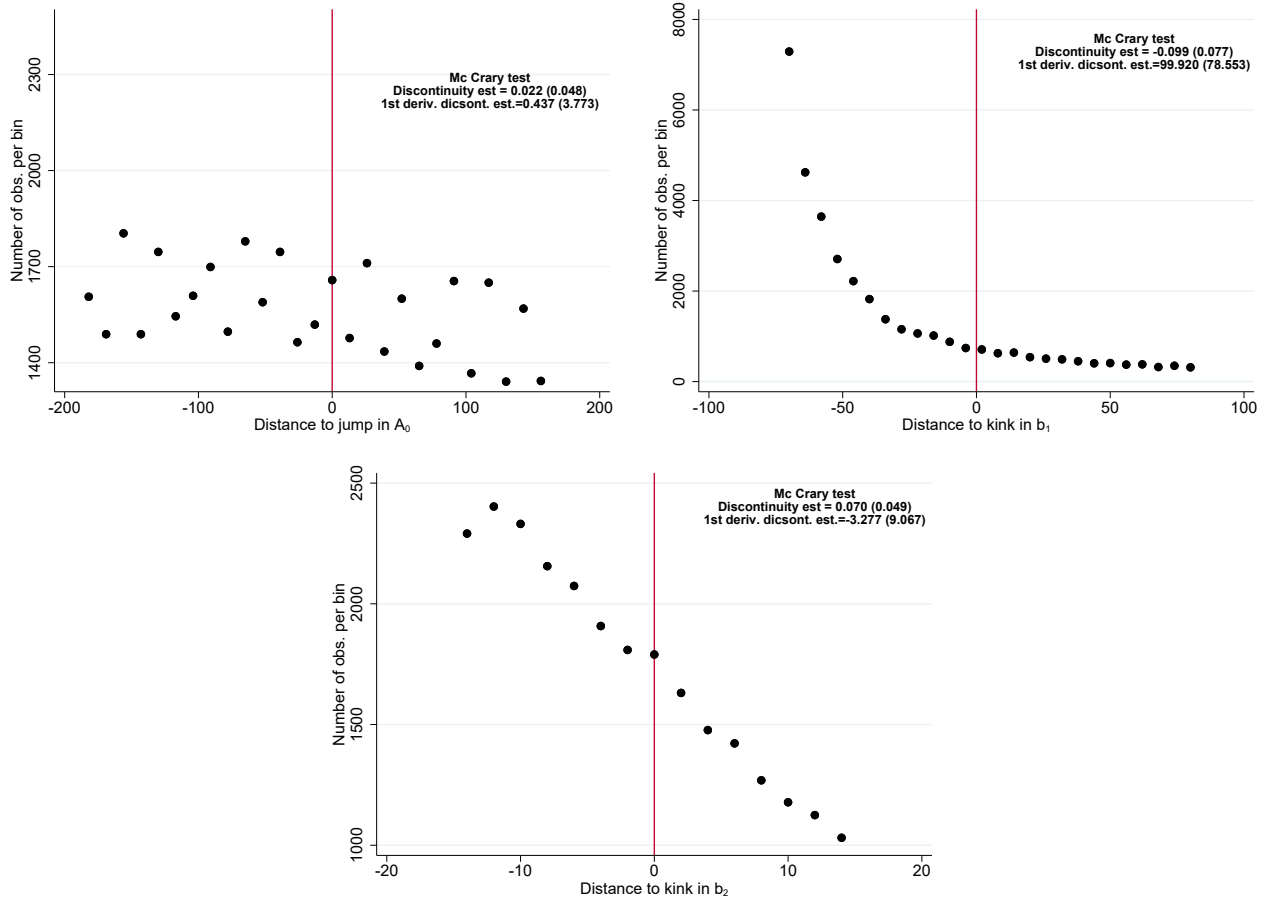 Number of obs. per bin
2300
2000
1700
1400
Mc Crary test
Discontinuity est = 0.022 (0.048)
1st deriv. dicsont. est.=0.437 (3.773)
-200 -100 0 100 200
Distance to jump in A₀
Number of obs. per bin
8000
6000
4000
2000
0
Mc Crary test
Discontinuity est = -0.099 (0.077)
1st deriv. dicsont. est.=99.920 (78.553)
-100 -50 0 50 100
Distance to kink in b₁
Number of obs. per bin
2500
2000
1500
1000
Mc Crary test
Discontinuity est = 0.070 (0.049)
1st deriv. dicsont. est.=-3.277 (9.067)
-20 -10 0 10 20
Distance to kink in b₂